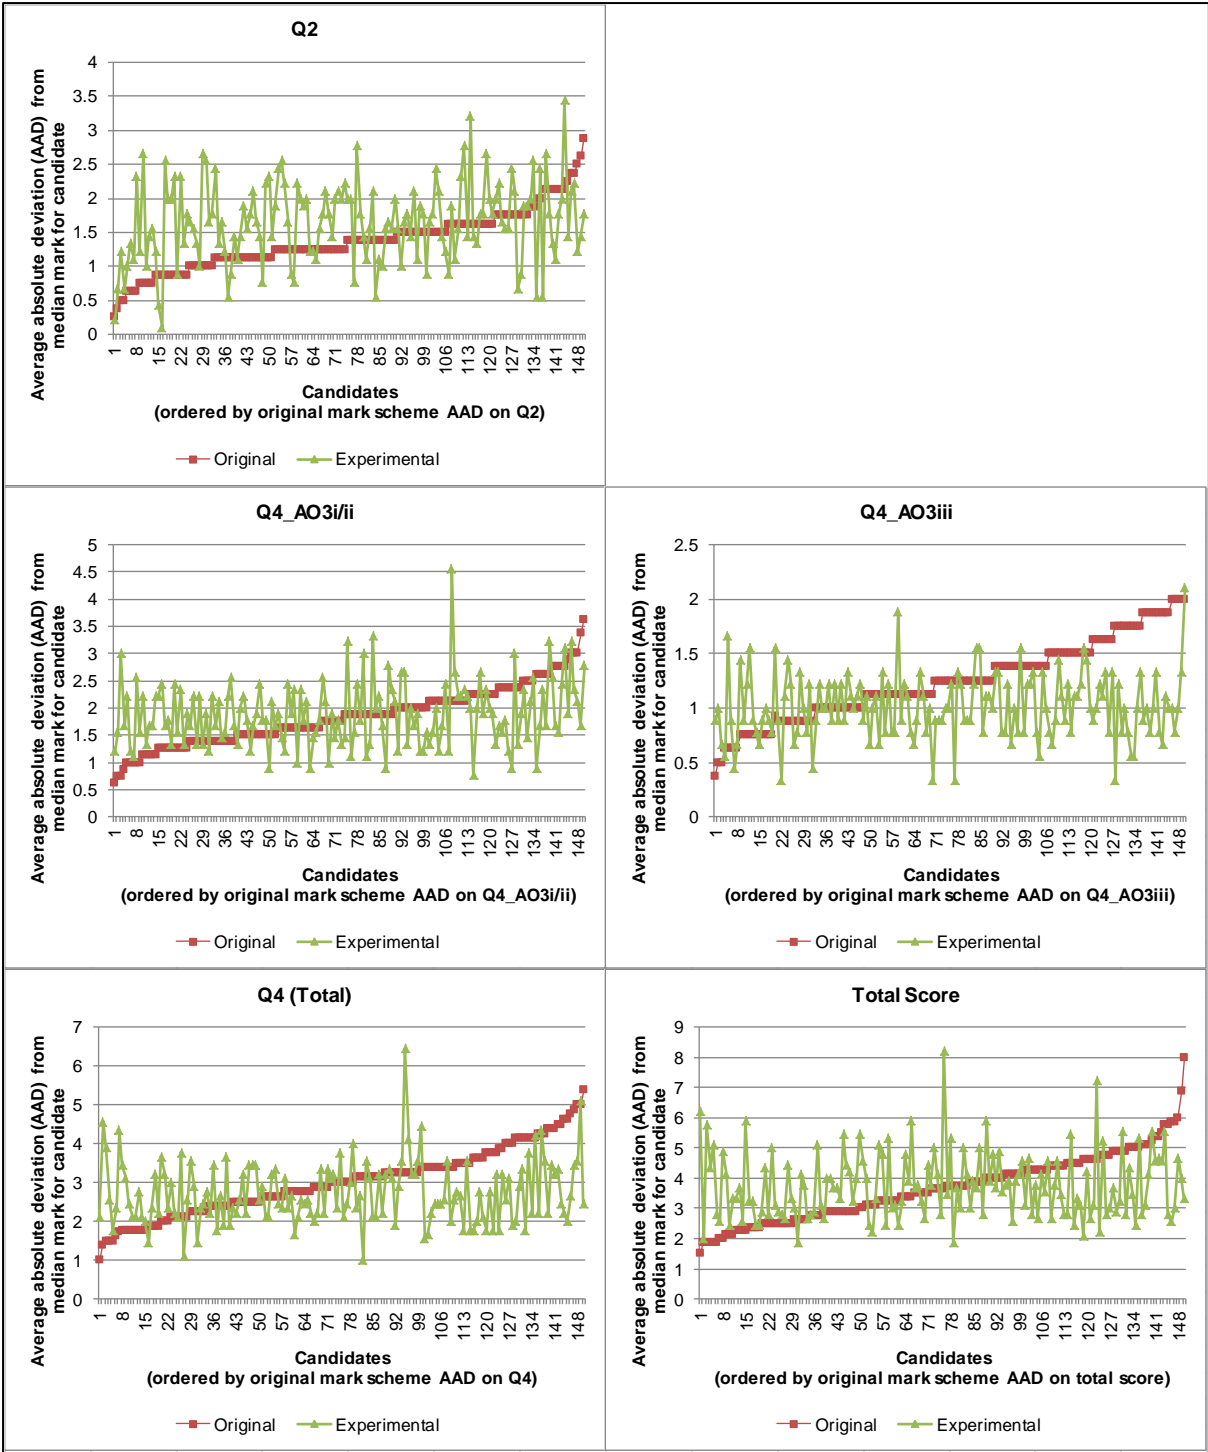 Q2
Average absolute deviation (AAD) from
median mark for candidate
4
3.5
3
2.5
2
1.5
1
0.5
0
1 8 15 22 29 36 43 50 57 64 71 78 85 92 99 106 113 120 127 134 141 148
Candidates
(ordered by original mark scheme AAD on Q2)
Original Experimental
Q4_AO3i/ii
Average absolute deviation (AAD) from
median mark for candidate
5
4.5
4
3.5
3
2.5
2
1.5
1
0.5
0
1 8 15 22 29 36 43 50 57 64 71 78 85 92 99 106 113 120 127 134 141 148
Candidates
(ordered by original mark scheme AAD on Q4_AO3i/ii)
Original Experimental
Q4_AO3iii
Average absolute deviation (AAD) from
median mark for candidate
2.5
2
1.5
1
0.5
0
1 8 15 22 29 36 43 50 57 64 71 78 85 92 99 106 113 120 127 134 141 148
Candidates
(ordered by original mark scheme AAD on Q4_AO3iii)
Original Experimental
Q4 (Total)
Average absolute deviation (AAD) from
median mark for candidate
7
6
5
4
3
2
1
0
1 8 15 22 29 36 43 50 57 64 71 78 85 92 99 106 113 120 127 134 141 148
Candidates
(ordered by original mark scheme AAD on Q4)
Original Experimental
Total Score
Average absolute deviation (AAD) from
median mark for candidate
9
8
7
6
5
4
3
2
1
0
1 8 15 22 29 36 43 50 57 64 71 78 85 92 99 106 113 120 127 134 141 148
Candidates
(ordered by original mark scheme AAD on total score)
Original Experimental